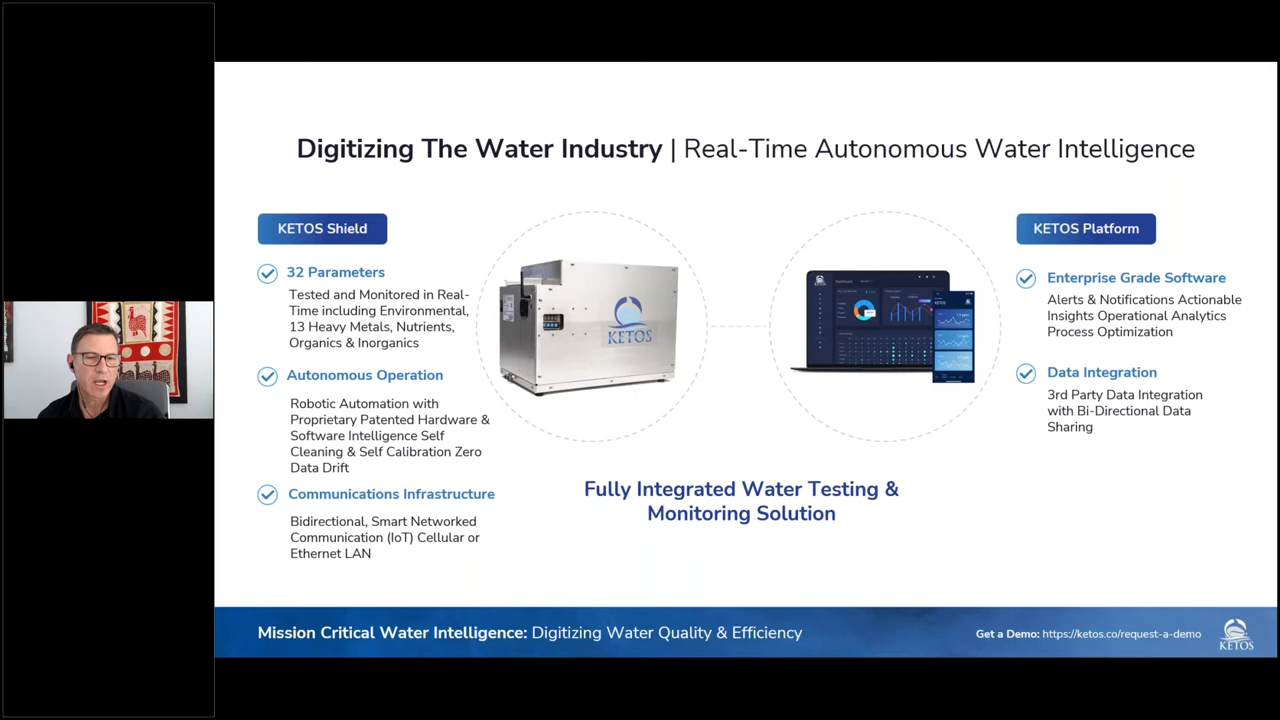 Digitizing The Water Industry | Real-Time Autonomous Water Intelligence
KETOS Shield
32 Parameters
Tested and Monitored in Real-
Time including Environmental,
13 Heavy Metals, Nutrients,
Organics & Inorganics
Autonomous Operation
Robotic Automation with
Proprietary Patented Hardware &
Software Intelligence Self
Cleaning & Self Calibration Zero
Data Drift
Communications Infrastructure
Bidirectional, Smart Networked
Communication (IoT) Cellular or
Ethernet LAN
KETOS
KETOS
KETOS
Fully Integrated Water Testing &
Monitoring Solution
KETOS Platform
Enterprise Grade Software
Alerts & Notifications Actionable
Insights Operational Analytics
Process Optimization
Data Integration
3rd Party Data Integration
with Bi-Directional Data
Sharing
Mission Critical Water Intelligence: Digitizing Water Quality & Efficiency
Get a Demo: https://ketos.co/request-a-demo
KETOS